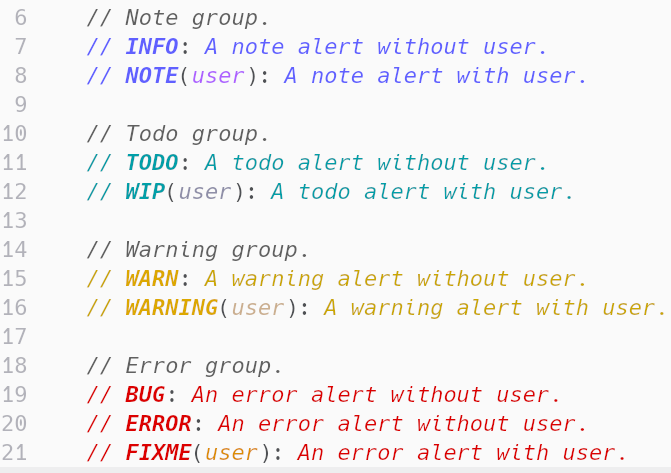 6 // Note group.
7 // INFO: A note alert without user.
8 // NOTE(user): A note alert with user.
9
10 // Todo group.
11 // TODO: A todo alert without user.
12 // WIP(user): A todo alert with user.
13
14 // Warning group.
15 // WARN: A warning alert without user.
16 // WARNING(user): A warning alert with user.
17
18 // Error group.
19 // BUG: An error alert without user.
20 // ERROR: An error alert without user.
21 // FIXME(user): An error alert with user.